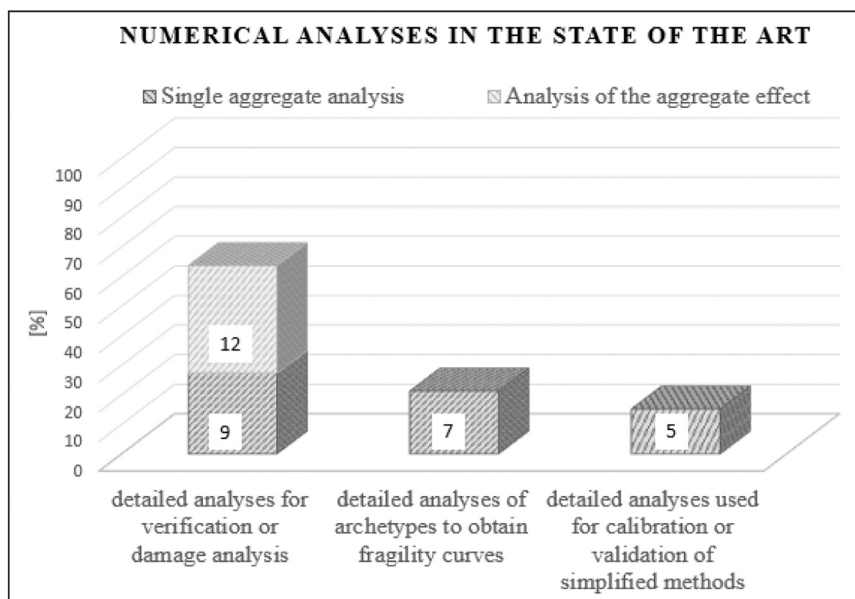 NUMERICAL ANALYSES IN THE STATE OF THE ART
Single aggregate analysis
Analysis of the aggregate effect
[%]
100
90
80
70
60
50
40
30
20
10
0
12
9
7
5
detailed analyses for
verification or
damage analysis
detailed analyses of
archetypes to obtain
fragility curves
detailed analyses used
for calibration or
validation of
simplified methods